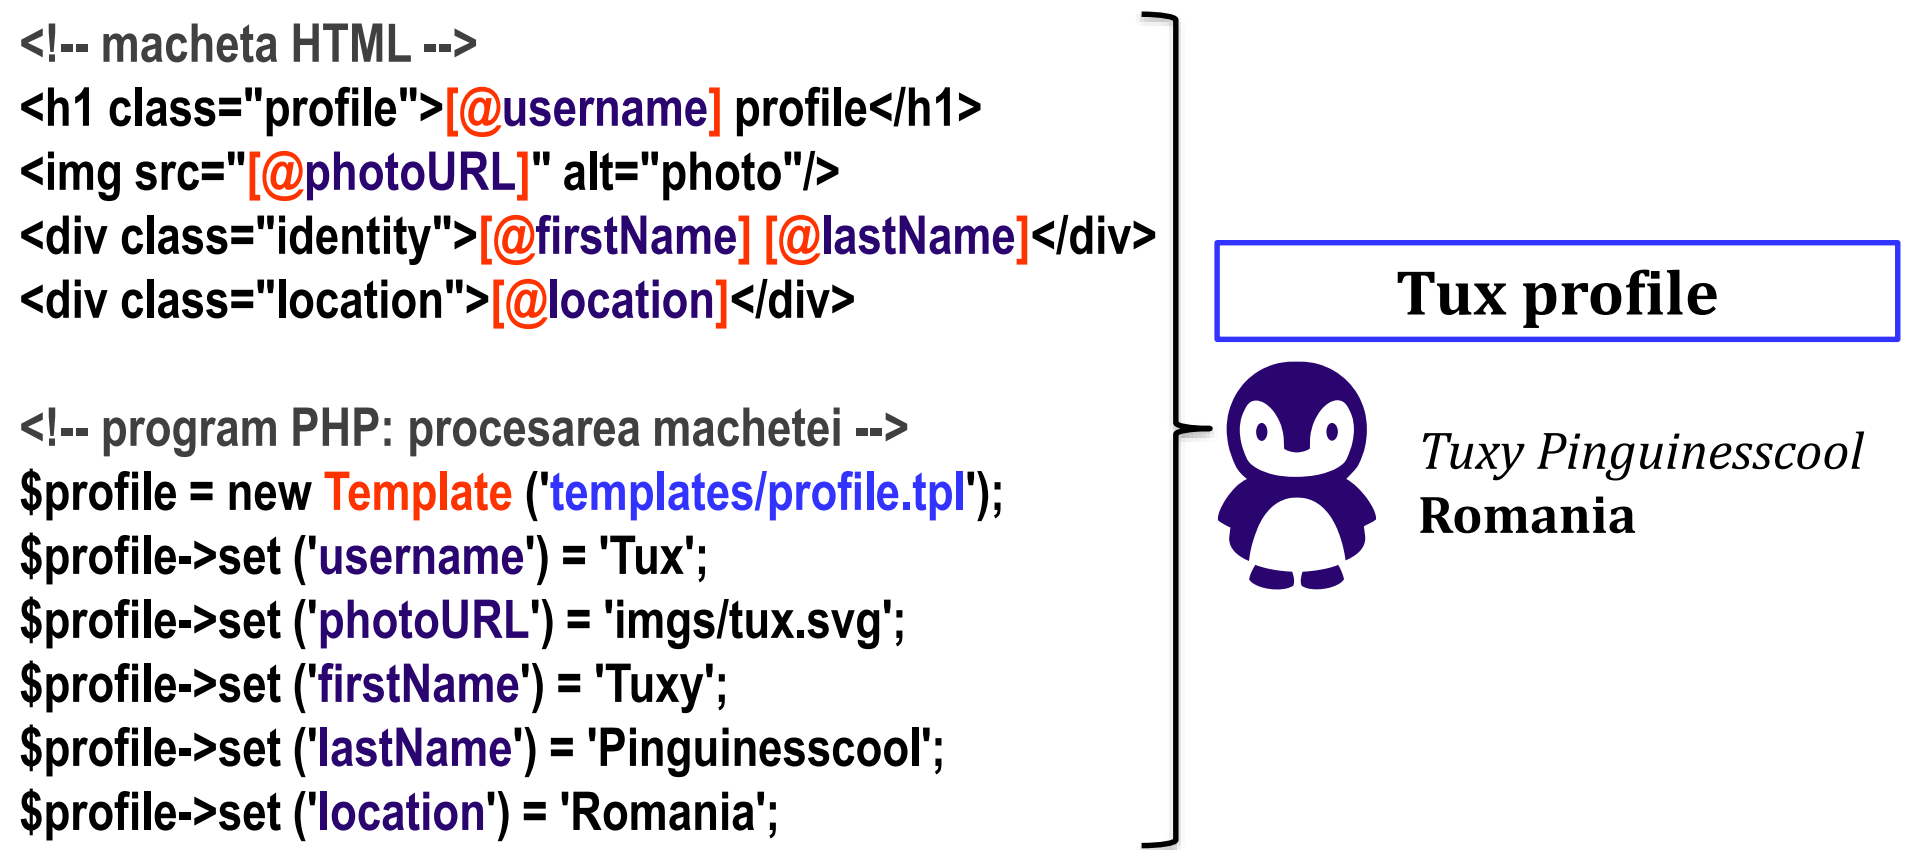 <!-- macheta HTML -->
<h1 class="profile">[@username] profile</h1>
<img src="[@photoURL]" alt="photo"/>
<div class="identity">[@firstName] [@lastName]</div>
<div class="location">[@location]</div>
<!-- program PHP: procesarea machetei -->
$profile = new Template ('templates/profile.tpl');
$profile->set ('username') = 'Tux';
$profile->set ('photoURL') = 'imgs/tux.svg';
$profile->set ('firstName') = 'Tuxy';
$profile->set ('lastName') = 'Pinguinesscool';
$profile->set ('location') = 'Romania';
Tux profile
Tuxy Pinguinesscool
Romania